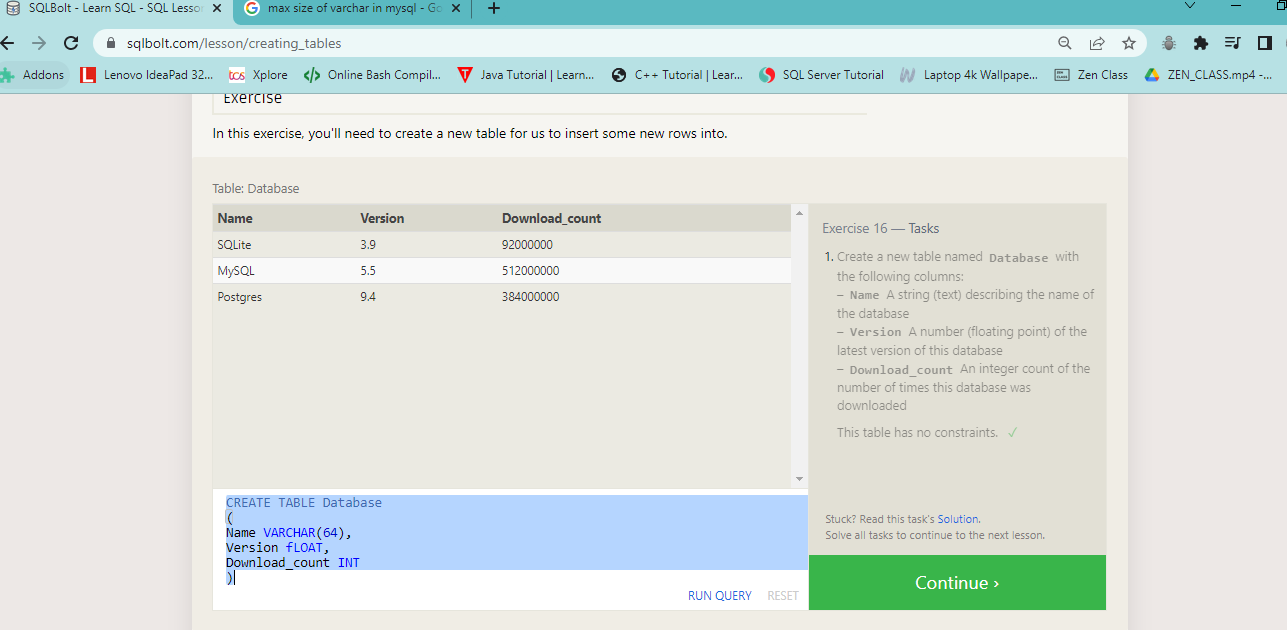 SQLBolt - Learn SQL - SQL Lesson
max size of varchar in mysql - Go
sqlbolt.com/lesson/creating_tables
Addons
Lenovo IdeaPad 32...
tcs Xplore
Online Bash Compil...
Java Tutorial | Learn...
C++ Tutorial | Lear...
SQL Server Tutorial
Laptop 4k Wallpape...
Zen Class
ZEN_CLASS.mp4 -...
Exercise
In this exercise, you'll need to create a new table for us to insert some new rows into.
Table: Database
Name Version Download_count
SQLite 3.9 92000000
MySQL 5.5 512000000
Postgres 9.4 384000000
Exercise 16 — Tasks
1. Create a new table named Database with
the following columns:
– Name A string (text) describing the name of
the database
– Version A number (floating point) of the
latest version of this database
– Download_count An integer count of the
number of times this database was
downloaded
This table has no constraints. ✓
CREATE TABLE Database
(
Name VARCHAR(64),
Version fLOAT,
Download_count INT
)
RUN QUERY RESET
Stuck? Read this task's Solution.
Solve all tasks to continue to the next lesson.
Continue ›